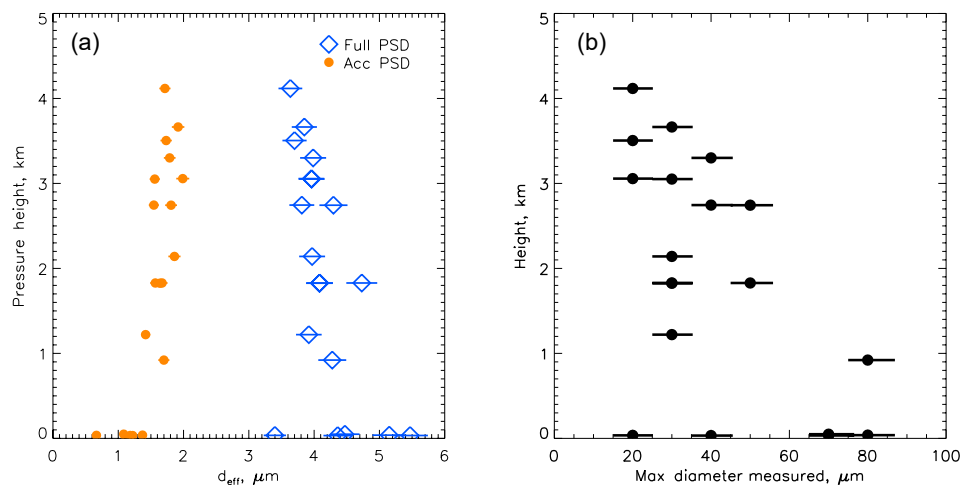 (a)
Full PSD
Acc PSD
5
4
3
2
1
0
Pressure height, km
0 1 2 3 4 5 6
d_eff, μm
(b)
5
4
3
2
1
0
Height, km
20 40 60 80 100
Max diameter measured, μm